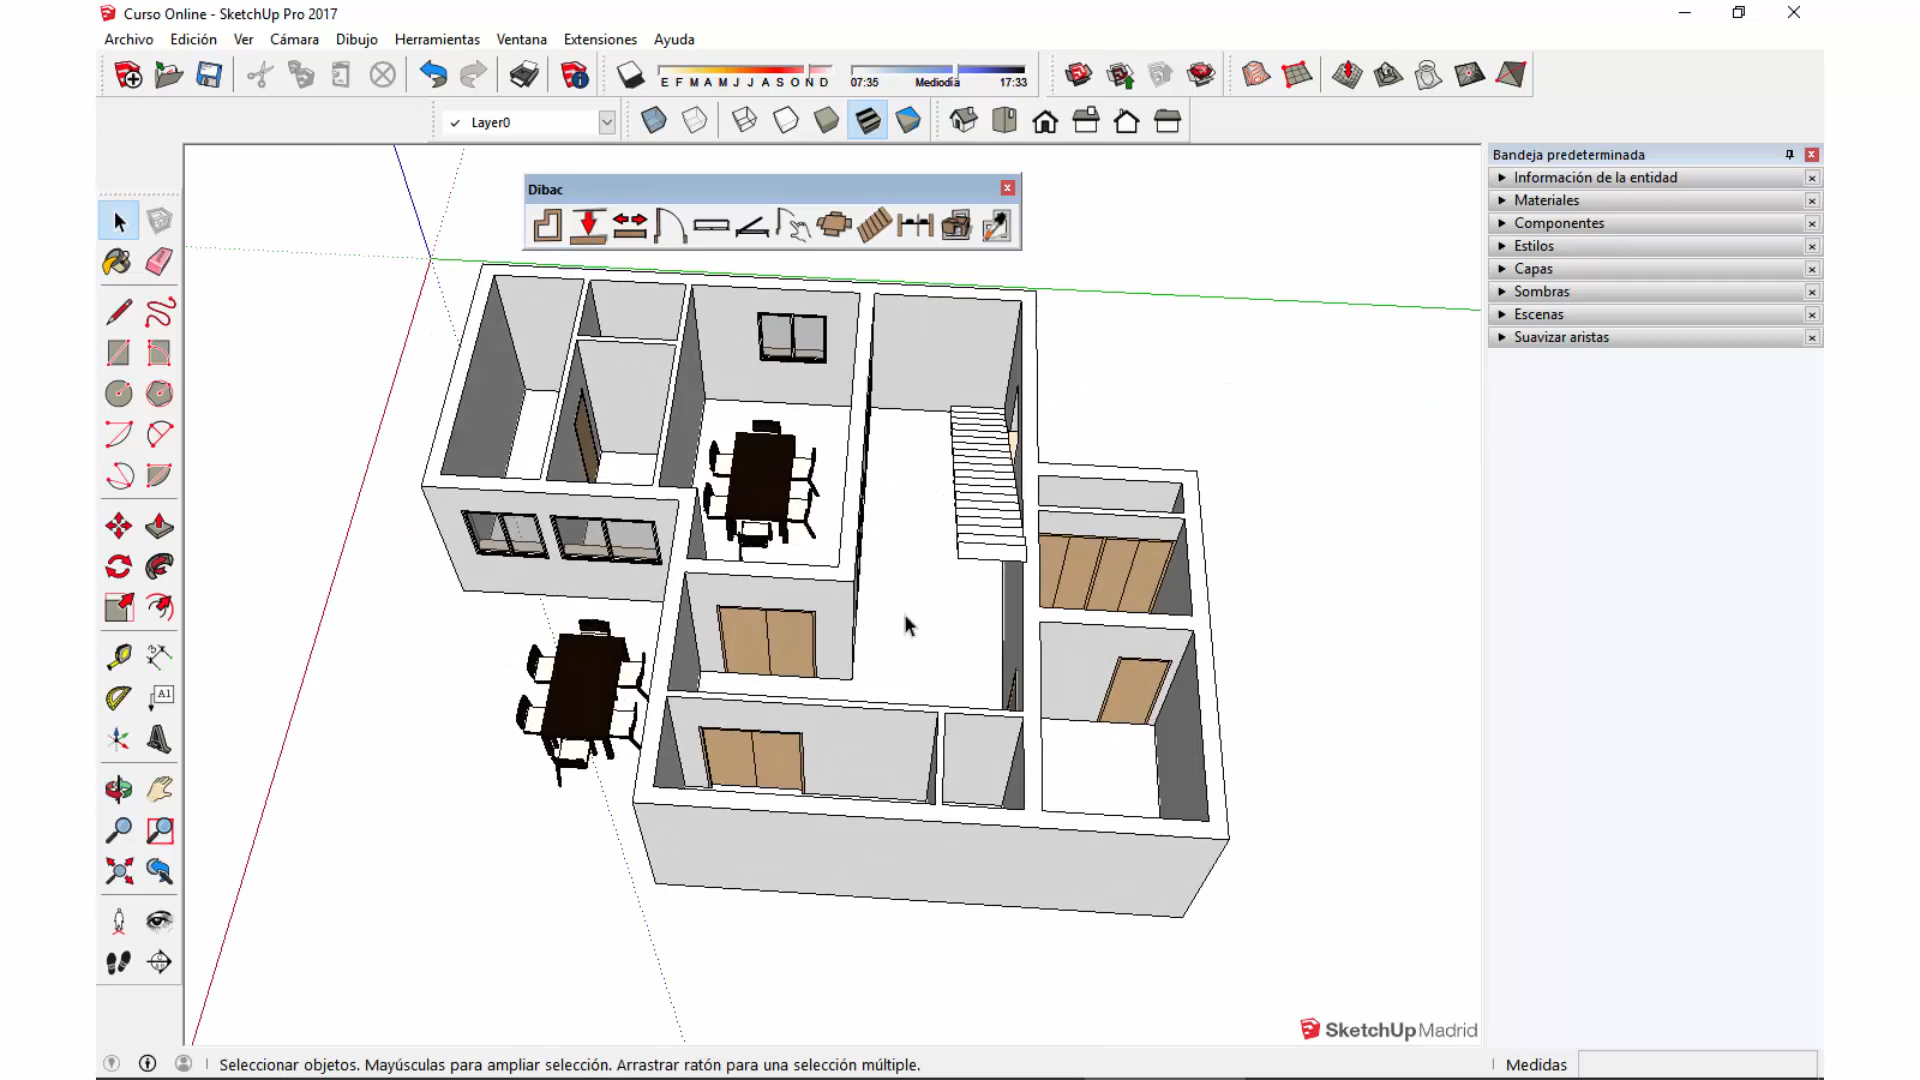 Curso Online - SketchUp Pro 2017
Archivo Edición Ver Cámara Dibujo Herramientas Ventana Extensiones Ayuda
E F M A M J J A S O N D
07:35 Mediodía 17:33
Layer0
Bandeja predeterminada
Dibac
Información de la entidad
Materiales
Componentes
Estilos
Capas
Sombras
Escenas
Suavizar aristas
A1
SketchUp Madrid
Seleccionar objetos. Mayúsculas para ampliar selección. Arrastrar ratón para una selección múltiple.
Medidas